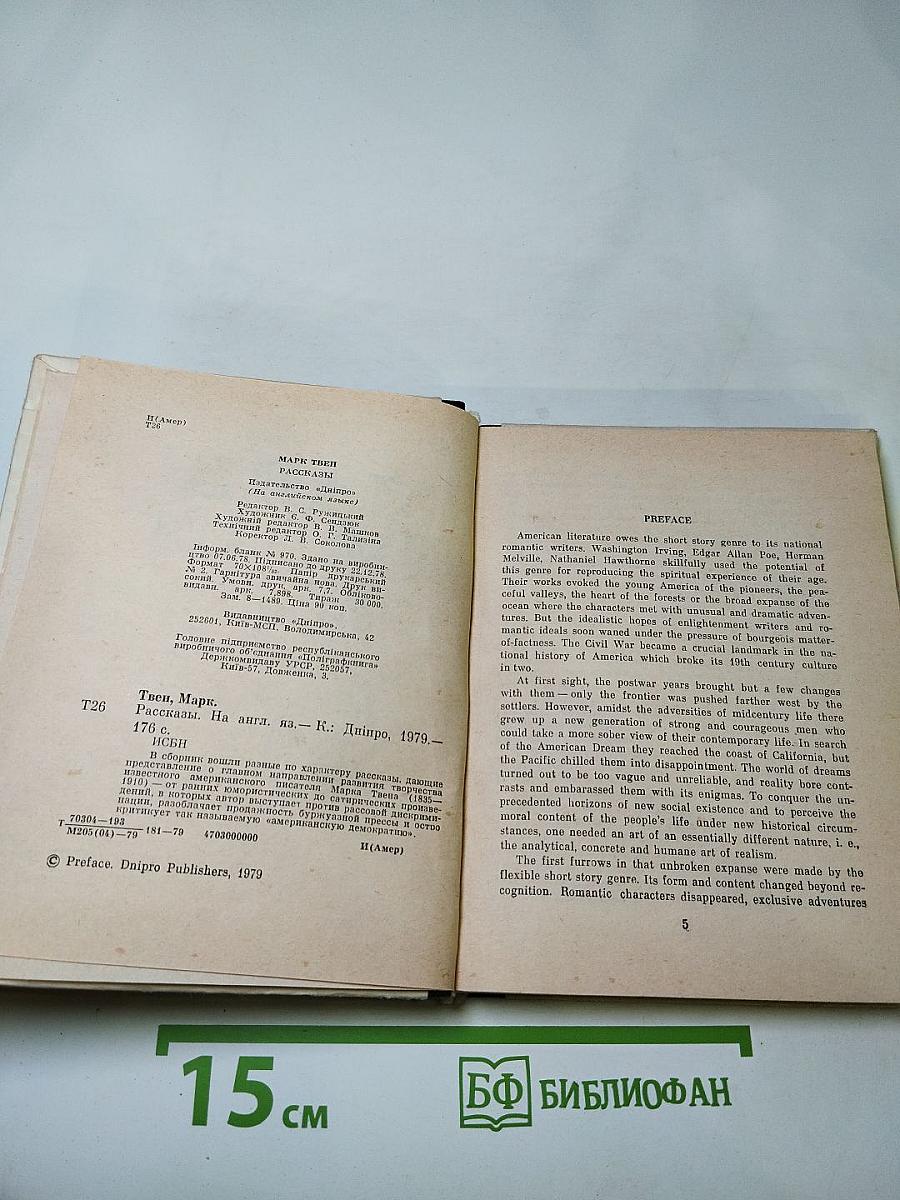 И(Амер)
Т26
МАРК ТВЕН
РАССКАЗЫ
Издательство «Дніпро»
(На английском языке)
Редактор В. С. Ружицький
Художник Є. Ф. Сендзюк
Художній редактор В. В. Машков
Технічний редактор О. Г. Тализіна
Коректор Л. В. Соколова
Інформ. бланк № 970. Здано на виробни-
цтво 07.06.78. Підписано до друку 22.12.78.
Формат 70×108¹/₃₂. Папір друкарський
№ 2. Гарнітура звичайна нова. Друк ви-
сокий. Умовн. друк. арк. 7,7. Обліково-
видавн. арк. 7,898. Тираж 30 000.
Зам. 8—1489. Ціна 90 коп.
Видавництво «Дніпро»,
252601, Київ-МСП, Володимирська, 42
Головне підприємство республіканського
виробничого об'єднання «Поліграфкнига»
Держкомвидаву УРСР, 252057,
Київ-57, Довженка, 3.
Твен, Марк.
Т26 Рассказы. На англ. яз.— К.: Дніпро, 1979.—
176 с.
ИСБН
В сборник вошли разные по характеру рассказы, дающие
представление о главном направлении развития творчества
известного американского писателя Марка Твена (1835—
1910) — от ранних юмористических до сатирических произве-
дений, в которых автор выступает против рассовой дискрими-
нации, разоблачает продажность буржуазной прессы и остро
критикует так называемую «американскую демократию».
Т 70304—193
М205(04)—79 181—79 4703000000
И(Амер)
© Preface. Dnipro Publishers, 1979
PREFACE
American literature owes the short story genre to its national
romantic writers. Washington Irving, Edgar Allan Poe, Herman
Melville, Nathaniel Hawthorne skillfully used the potential of
this genre for reproducing the spiritual experience of their age.
Their works evoked the young America of the pioneers, the pea-
ceful valleys, the heart of the forests or the broad expanse of the
ocean where the characters met with unusual and dramatic adven-
tures. But the idealistic hopes of enlightenment writers and ro-
mantic ideals soon waned under the pressure of bourgeois matter-
of-factness. The Civil War became a crucial landmark in the na-
tional history of America which broke its 19th century culture
in two.
At first sight, the postwar years brought but a few changes
with them — only the frontier was pushed farther west by the
settlers. However, amidst the adversities of midcentury life there
grew up a new generation of strong and courageous men who
could take a more sober view of their contemporary life. In search
of the American Dream they reached the coast of California, but
the Pacific chilled them into disappointment. The world of dreams
turned out to be too vague and unreliable, and reality bore cont-
rasts and embarassed them with its enigmas. To conquer the un-
precedented horizons of new social existence and to perceive the
moral content of the people's life under new historical circum-
stances, one needed an art of an essentially different nature, i. e.,
the analytical, concrete and humane art of realism.
The first furrows in that unbroken expanse were made by the
flexible short story genre. Its form and content changed beyond re-
cognition. Romantic characters disappeared, exclusive adventures
5
15 см
БФ БИБЛИОФАН